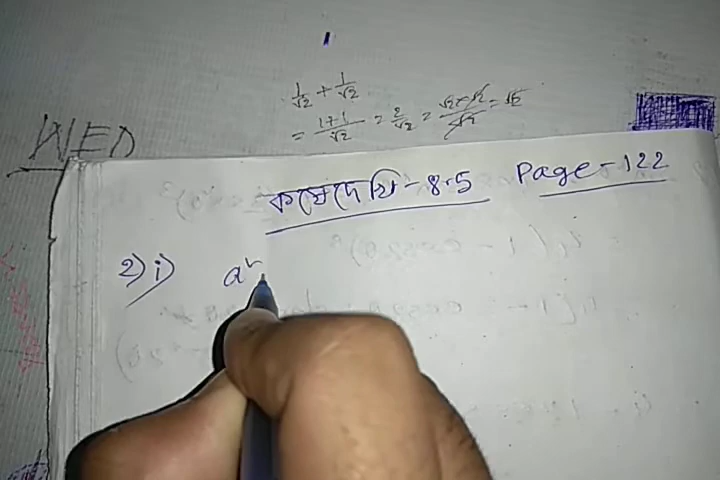 1/√2 + 1/√2
= 1+1/√2 = 2/√2 = √2×√2/√2 = √2
WED
কষে দেখি - 8.5 Page - 122
2) i) a²